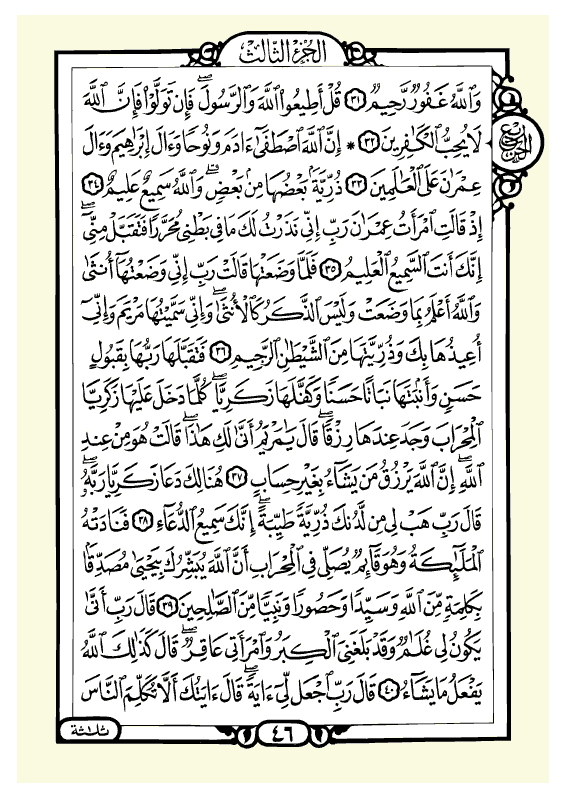 الجزء الثالث
وَٱللَّهُ غَفُورٌ رَّحِيمٌ ٣١ قُلْ أَطِيعُوا۟ ٱللَّهَ وَٱلرَّسُولَ ۖ فَإِن تَوَلَّوْا۟ فَإِنَّ ٱللَّهَ
لَا يُحِبُّ ٱلْكَٰفِرِينَ ٣٢ * إِنَّ ٱللَّهَ ٱصْطَفَىٰٓ ءَادَمَ وَنُوحًا وَءَالَ إِبْرَٰهِيمَ وَءَالَ
ربع الحزب
عِمْرَٰنَ عَلَى ٱلْعَٰلَمِينَ ٣٣ ذُرِّيَّةًۢ بَعْضُهَا مِنۢ بَعْضٍ ۗ وَٱللَّهُ سَمِيعٌ عَلِيمٌ ٣٤
إِذْ قَالَتِ ٱمْرَأَتُ عِمْرَٰنَ رَبِّ إِنِّى نَذَرْتُ لَكَ مَا فِى بَطْنِى مُحَرَّرًا فَتَقَبَّلْ مِنِّىٓ ۖ
إِنَّكَ أَنتَ ٱلسَّمِيعُ ٱلْعَلِيمُ ٣٥ فَلَمَّا وَضَعَتْهَا قَالَتْ رَبِّ إِنِّى وَضَعْتُهَآ أُنثَىٰ
وَٱللَّهُ أَعْلَمُ بِمَا وَضَعَتْ وَلَيْسَ ٱلذَّكَرُ كَٱلْأُنثَىٰ ۖ وَإِنِّى سَمَّيْتُهَا مَرْيَمَ وَإِنِّىٓ
أُعِيذُهَا بِكَ وَذُرِّيَّتَهَا مِنَ ٱلشَّيْطَٰنِ ٱلرَّجِيمِ ٣٦ فَتَقَبَّلَهَا رَبُّهَا بِقَبُولٍ
حَسَنٍ وَأَنۢبَتَهَا نَبَاتًا حَسَنًا وَكَفَّلَهَا زَكَرِيَّا ۖ كُلَّمَا دَخَلَ عَلَيْهَا زَكَرِيَّا
ٱلْمِحْرَابَ وَجَدَ عِندَهَا رِزْقًا ۖ قَالَ يَٰمَرْيَمُ أَنَّىٰ لَكِ هَٰذَا ۖ قَالَتْ هُوَ مِنْ عِندِ
ٱللَّهِ ۖ إِنَّ ٱللَّهَ يَرْزُقُ مَن يَشَآءُ بِغَيْرِ حِسَابٍ ٣٧ هُنَالِكَ دَعَا زَكَرِيَّا رَبَّهُۥ ۖ
قَالَ رَبِّ هَبْ لِى مِن لَّدُنكَ ذُرِّيَّةً طَيِّبَةً ۖ إِنَّكَ سَمِيعُ ٱلدُّعَآءِ ٣٨ فَنَادَتْهُ
ٱلْمَلَٰٓئِكَةُ وَهُوَ قَآئِمٌ يُصَلِّى فِى ٱلْمِحْرَابِ أَنَّ ٱللَّهَ يُبَشِّرُكَ بِيَحْيَىٰ مُصَدِّقًۢا
بِكَلِمَةٍ مِّنَ ٱللَّهِ وَسَيِّدًا وَحَصُورًا وَنَبِيًّا مِّنَ ٱلصَّٰلِحِينَ ٣٩ قَالَ رَبِّ أَنَّىٰ
يَكُونُ لِى غُلَٰمٌ وَقَدْ بَلَغَنِىَ ٱلْكِبَرُ وَٱمْرَأَتِى عَاقِرٌ ۖ قَالَ كَذَٰلِكَ ٱللَّهُ
يَفْعَلُ مَا يَشَآءُ ٤٠ قَالَ رَبِّ ٱجْعَل لِّىٓ ءَايَةً ۖ قَالَ ءَايَتُكَ أَلَّا تُكَلِّمَ ٱلنَّاسَ
ثلاثة
٤٦